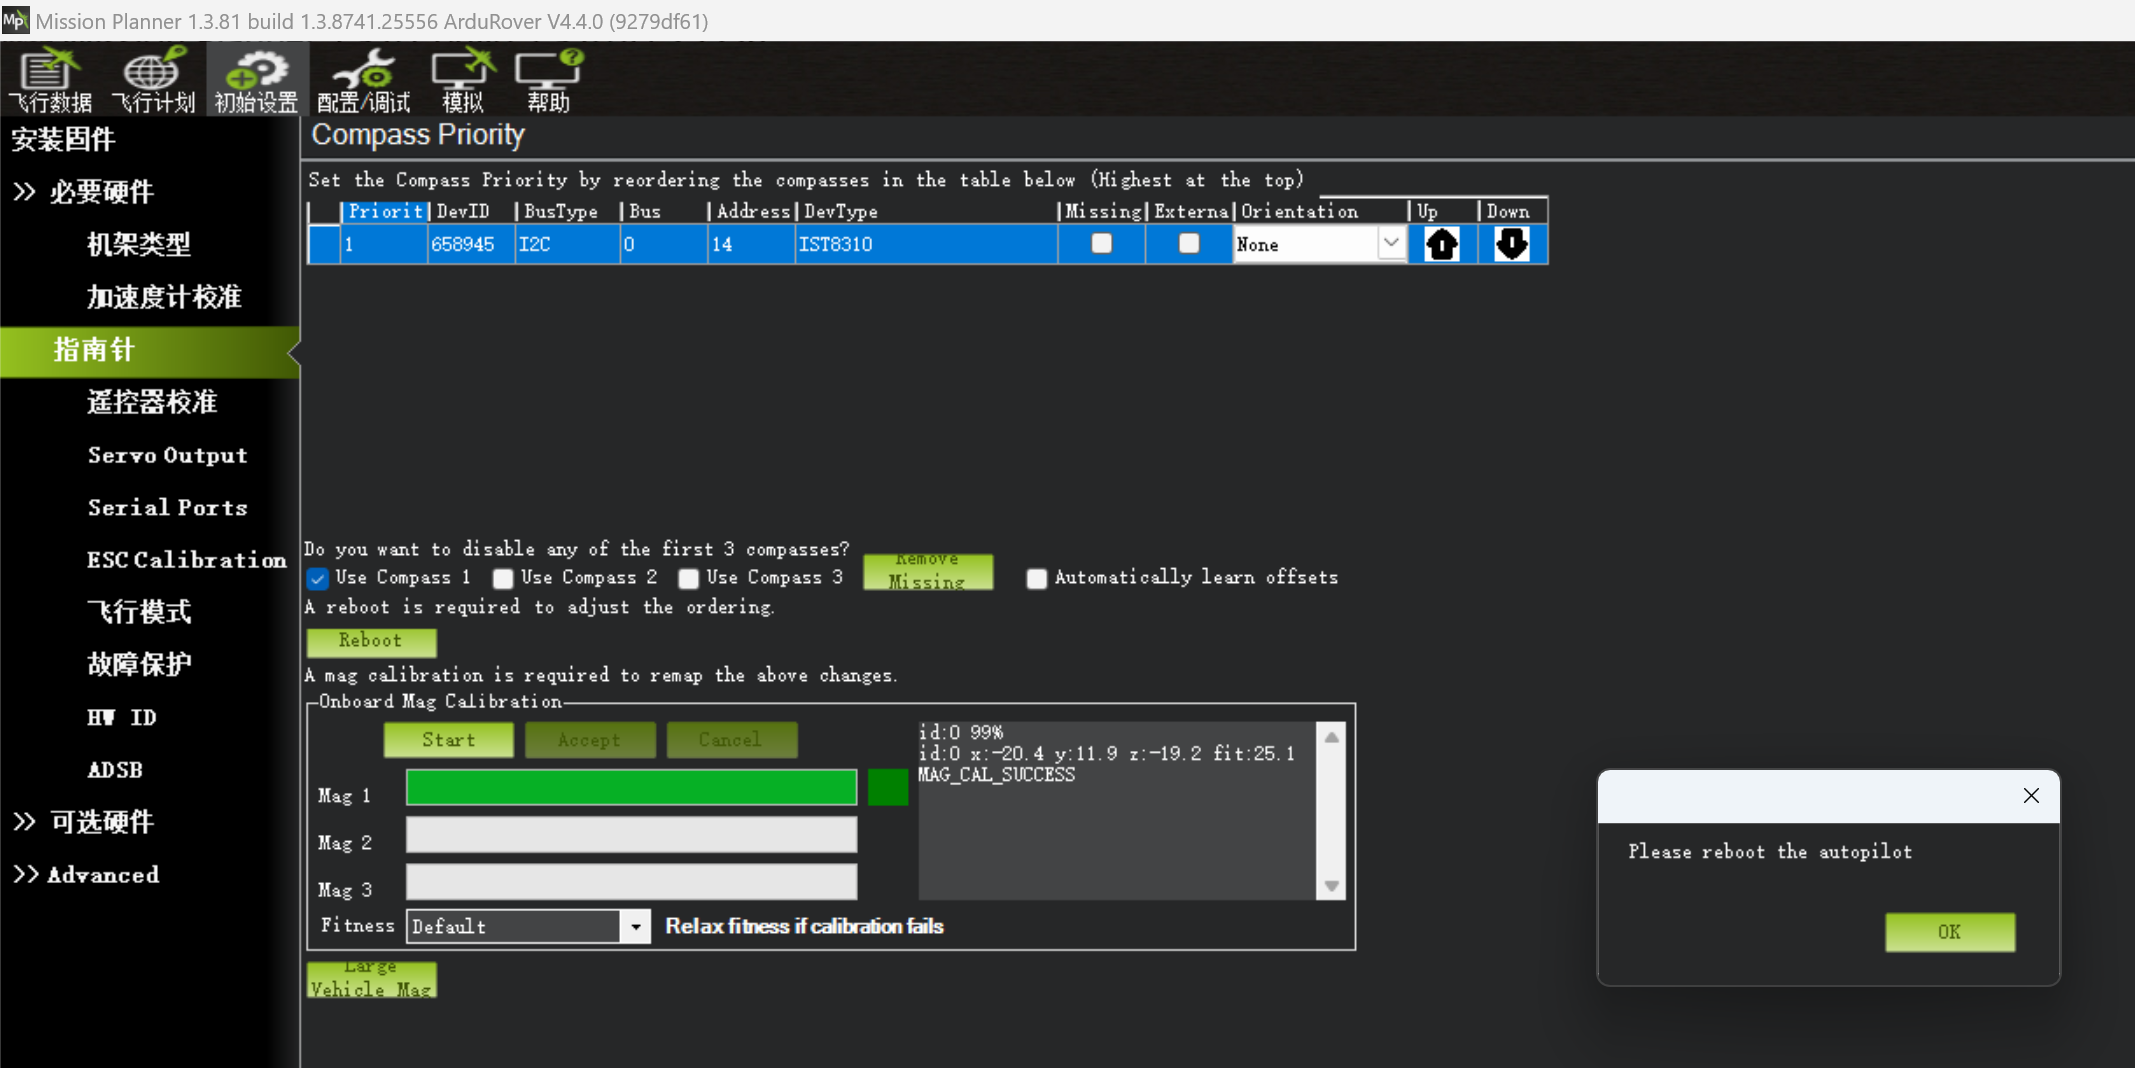 Mission Planner 1.3.81 build 1.3.8741.25556 ArduRover V4.4.0 (9279df61)
飞行数据 飞行计划 初始设置 配置/调试 模拟 帮助
安装固件
>> 必要硬件
机架类型
加速度计校准
指南针
遥控器校准
Servo Output
Serial Ports
ESC Calibration
飞行模式
故障保护
HW ID
ADSB
>> 可选硬件
>> Advanced
Compass Priority
Set the Compass Priority by reordering the compasses in the table below (Highest at the top)
Priorit DevID BusType Bus Address DevType Missing Externa Orientation Up Down
1 658945 I2C 0 14 IST8310 None
Do you want to disable any of the first 3 compasses?
Use Compass 1 Use Compass 2 Use Compass 3 Remove Missing Automatically learn offsets
A reboot is required to adjust the ordering.
Reboot
A mag calibration is required to remap the above changes.
Onboard Mag Calibration
Start Accept Cancel
id:0 99%
id:0 x:-20.4 y:11.9 z:-19.2 fit:25.1
MAG_CAL_SUCCESS
Mag 1
Mag 2
Mag 3
Fitness Default Relax fitness if calibration fails
Large
Vehicle Mag
Please reboot the autopilot
OK